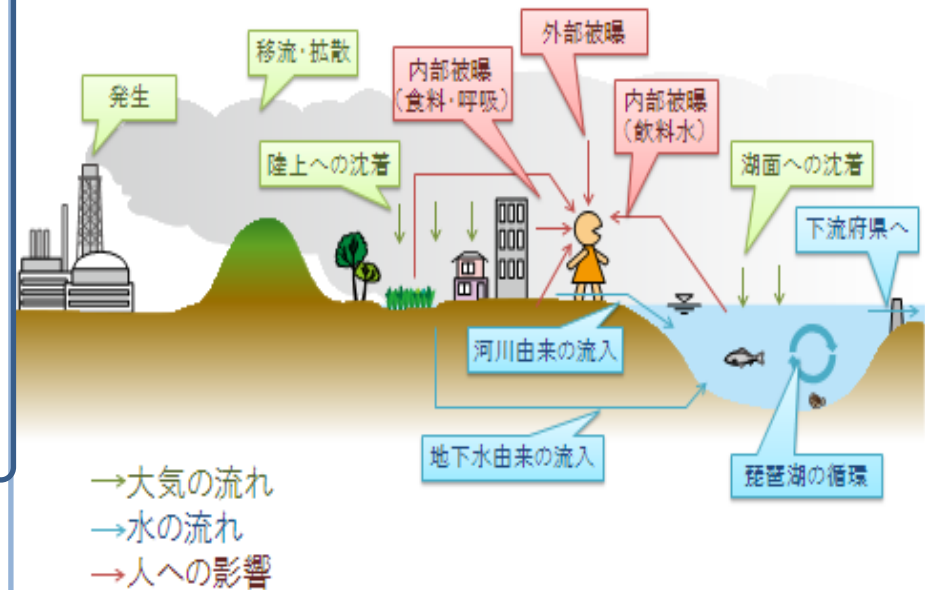 外部被曝
移流・拡散
内部被曝
(食料・呼吸)
発生
内部被曝
(飲料水)
陸上への沈着
湖面への沈着
下流府県へ
河川由来の流入
地下水由来の流入
琵琶湖の循環
→大気の流れ
→水の流れ
→人への影響